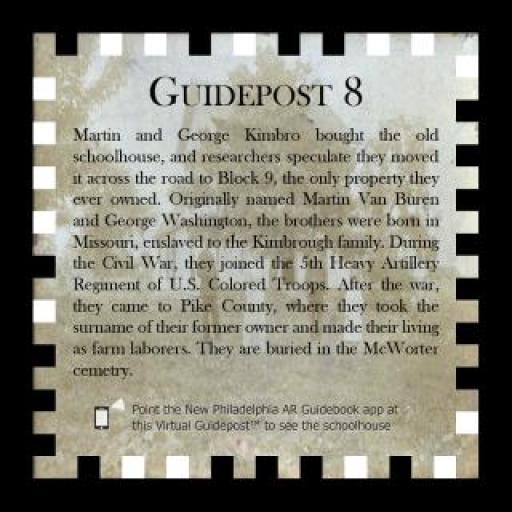 Guidepost 8
Martin and George Kimbro bought the old
schoolhouse, and researchers speculate they moved
it across the road to Block 9, the only property they
ever owned. Originally named Martin Van Buren
and George Washington, the brothers were born in
Missouri, enslaved to the Kimbrough family. During
the Civil War, they joined the 5th Heavy Artillery
Regiment of U.S. Colored Troops. After the war,
they came to Pike County, where they took the
surname of their former owner and made their living
as farm laborers. They are buried in the McWorter
cemetry.
Point the New Philadelphia AR Guidebook app at
this Virtual Guidepost™ to see the schoolhouse